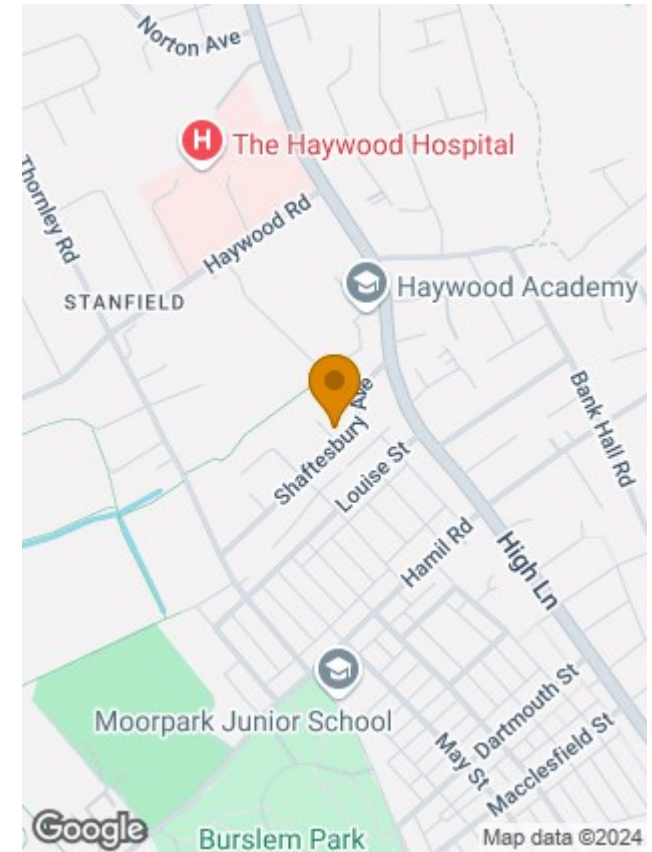 Norton Ave
H
The Haywood Hospital
Thornley Rd
Haywood Rd
STANFIELD
Haywood Academy
Bank Hall Rd
Shaftesbury Ave
Louise St
Hamil Rd
High Ln
Moorpark Junior School
Dartmouth St
May St
Macclesfield St
Google
Burslem Park
Map data ©2024